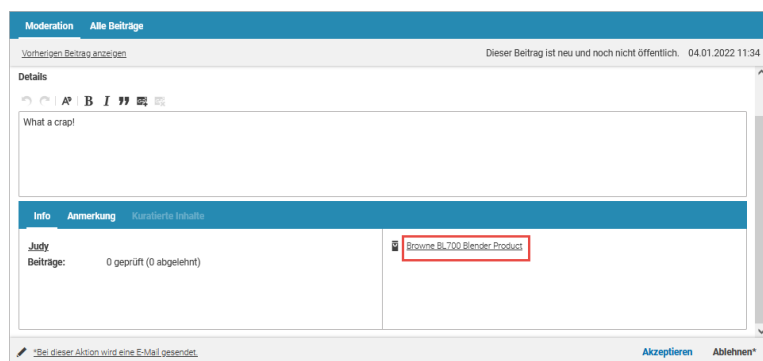 Moderation Alle Beiträge
Vorherigen Beitrag anzeigen Dieser Beitrag ist neu und noch nicht öffentlich. 04.01.2022 11:34
Details
B I
What a crap!
Info Anmerkung Kuratierte Inhalte
Judy Browne BL700 Blender Product
Beiträge: 0 geprüft (0 abgelehnt)
*Bei dieser Aktion wird eine E-Mail gesendet. Akzeptieren Ablehnen*